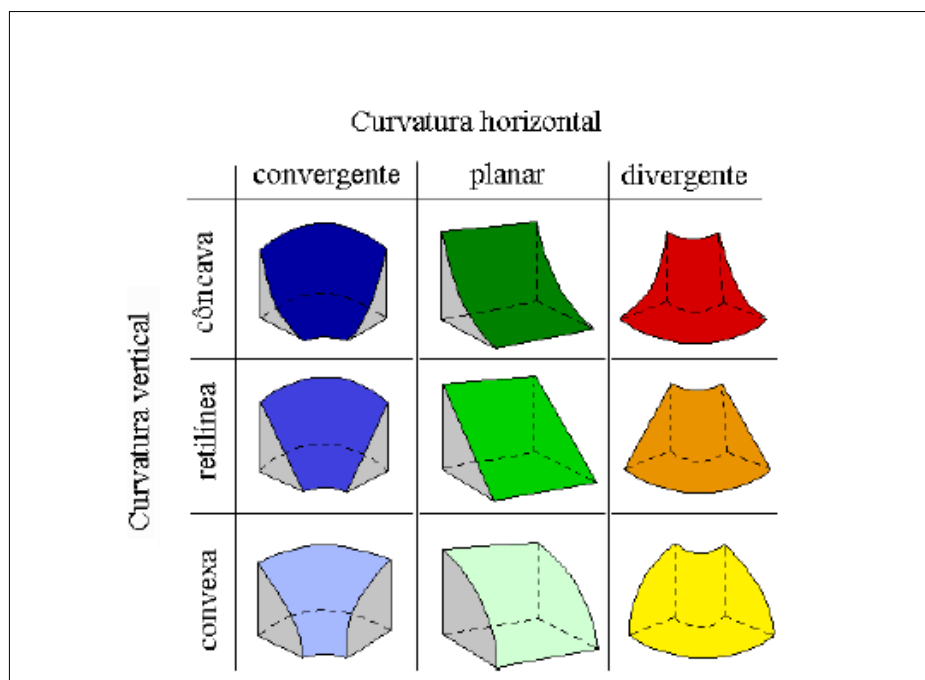 Curvatura horizontal
convergente planar divergente
Curvatura vertical
côncava
retilínea
convexa